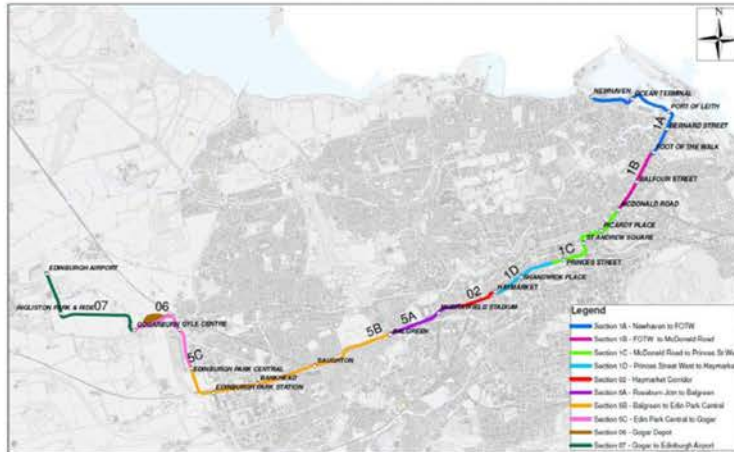 N
NEWHAVEN
OCEAN TERMINAL
PORT OF LEITH
BERNARD STREET
1A
FOOT OF THE WALK
1B
BALFOUR STREET
MCDONALD ROAD
PICARDY PLACE
ST ANDREW SQUARE
1C
PRINCES STREET
SHANDWICK PLACE
1D
HAYMARKET
EDINBURGH AIRPORT
02
MURRAYFIELD STADIUM
INGLISTON PARK & RIDE
07
06
GOGARBURN
GYLE CENTRE
5A
5B
BALGREEN
SAUGHTON
5C
EDINBURGH PARK CENTRAL
BANKHEAD
EDINBURGH PARK STATION
Legend
Section 1A - Newhaven to FOTW
Section 1B - FOTW to McDonald Road
Section 1C - McDonald Road to Princes St W
Section 1D - Princes Street West to Haymarket
Section 02 - Haymarket Corridor
Section 5A - Roseburn Jctn to Balgreen
Section 5B - Balgreen to Edin Park Central
Section 5C - Edin Park Central to Gogar
Section 06 - Gogar Depot
Section 07 - Gogar to Edinburgh Airport